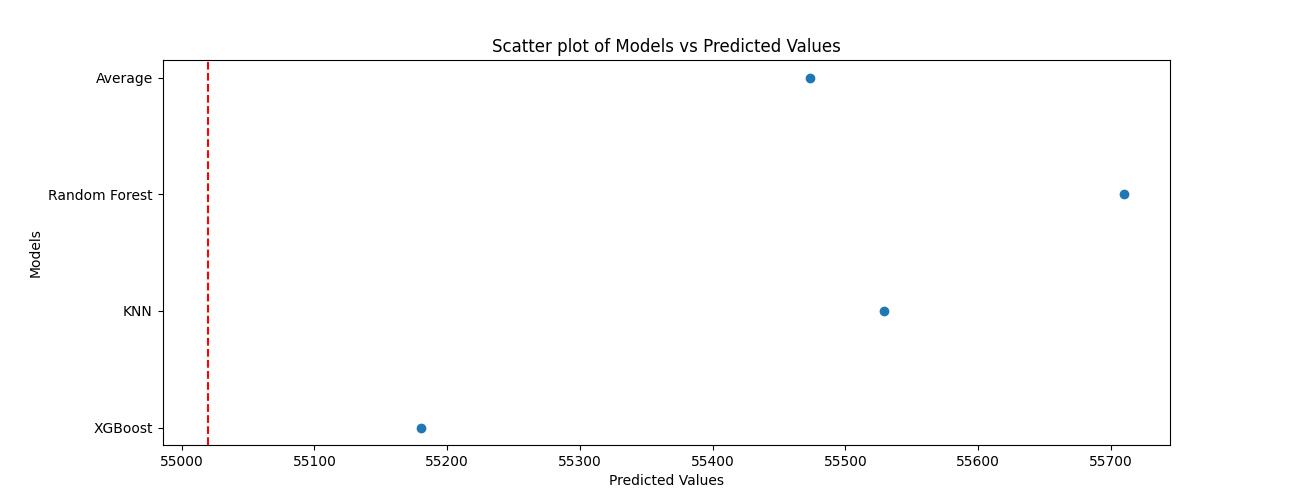 Scatter plot of Models vs Predicted Values
Average
Random Forest
Models
KNN
XGBoost
55000 55100 55200 55300 55400 55500 55600 55700
Predicted Values